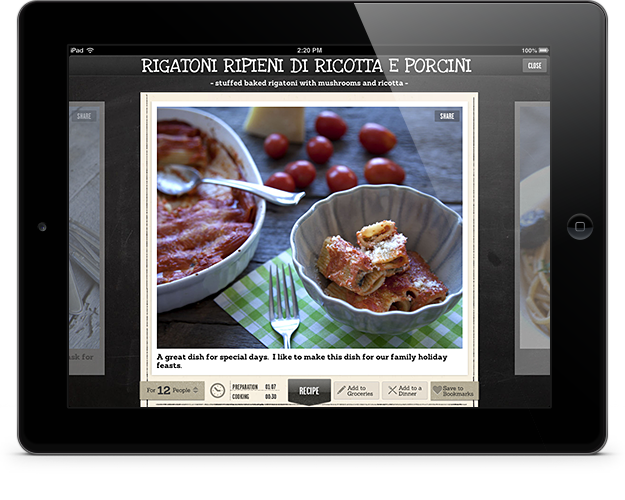 iPad 2:20 PM 100%
RIGATONI RIPIENI DI RICOTTA E PORCINI
CLOSE
- stuffed baked rigatoni with mushrooms and ricotta -
SHARE
SHARE
ask for
A great dish for special days. I like to make this dish for our family holiday
feasts.
For 12 People
PREPARATION 01:07
COOKING 00:30
RECIPE
Add to
Groceries
Add to a
Dinner
Save to
Bookmarks